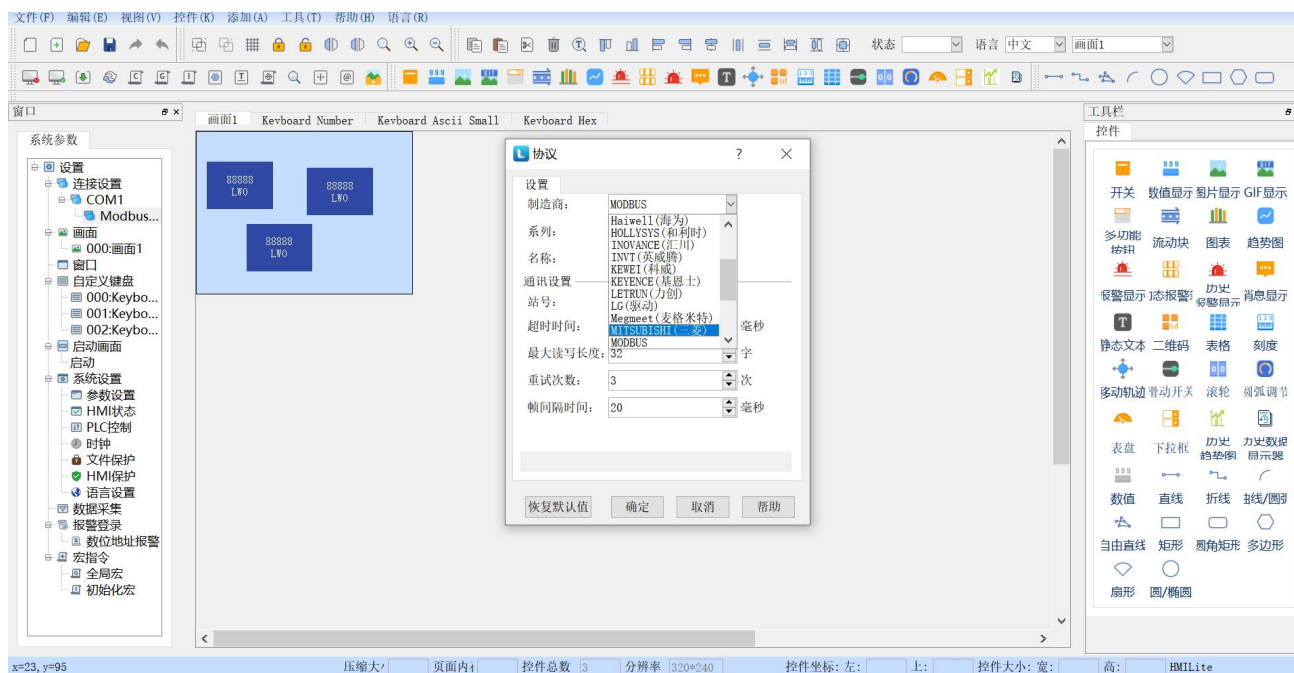 文件(F) 编辑(E) 视图(V) 控件(K) 添加(A) 工具(T) 帮助(H) 语言(R)
状态 语言 中文 画面1
窗口
系统参数
设置
连接设置
COM1
Modbus...
画面
000:画面1
窗口
自定义键盘
000:Keybo...
001:Keybo...
002:Keybo...
启动画面
启动
系统设置
参数设置
HMI状态
PLC控制
时钟
文件保护
HMI保护
语言设置
数据采集
报警登录
数位地址报警
宏指令
全局宏
初始化宏
画面1 Keyboard Number Keyboard Ascii Small Keyboard Hex
88888
LW0
88888
LW0
88888
LW0
协议 ?
设置
制造商: MODBUS
系列:
名称:
通讯设置
站号:
超时时间: 毫秒
最大读写长度: 32 字
重试次数: 3 次
帧间隔时间: 20 毫秒
Haiwell(海为)
HOLLYSYS(和利时)
INOVANCE(汇川)
INVT(英威腾)
KEWEI(科威)
KEYENCE(基恩士)
LETRUN(力创)
LG(驱动)
Megmeet(麦格米特)
MITSUBISHI(三菱)
MODBUS
恢复默认值 确定 取消 帮助
工具栏
控件
开关 数值显示 图片显示 GIF显示
多功能按钮 流动块 图表 趋势图
报警显示 态报警 历史报警显示 消息显示
静态文本 二维码 表格 刻度
移动轨迹 滑动开关 滚轮 圆弧调节
表盘 下拉框 历史趋势图 历史数据显示器
数值 直线 折线 曲线/圆弧
自由直线 矩形 圆角矩形 多边形
扇形 圆/椭圆
x=23,y=95 压缩大 页面内 控件总数 3 分辨率 320*240 控件坐标:左: 上: 控件大小:宽: 高: HMILite